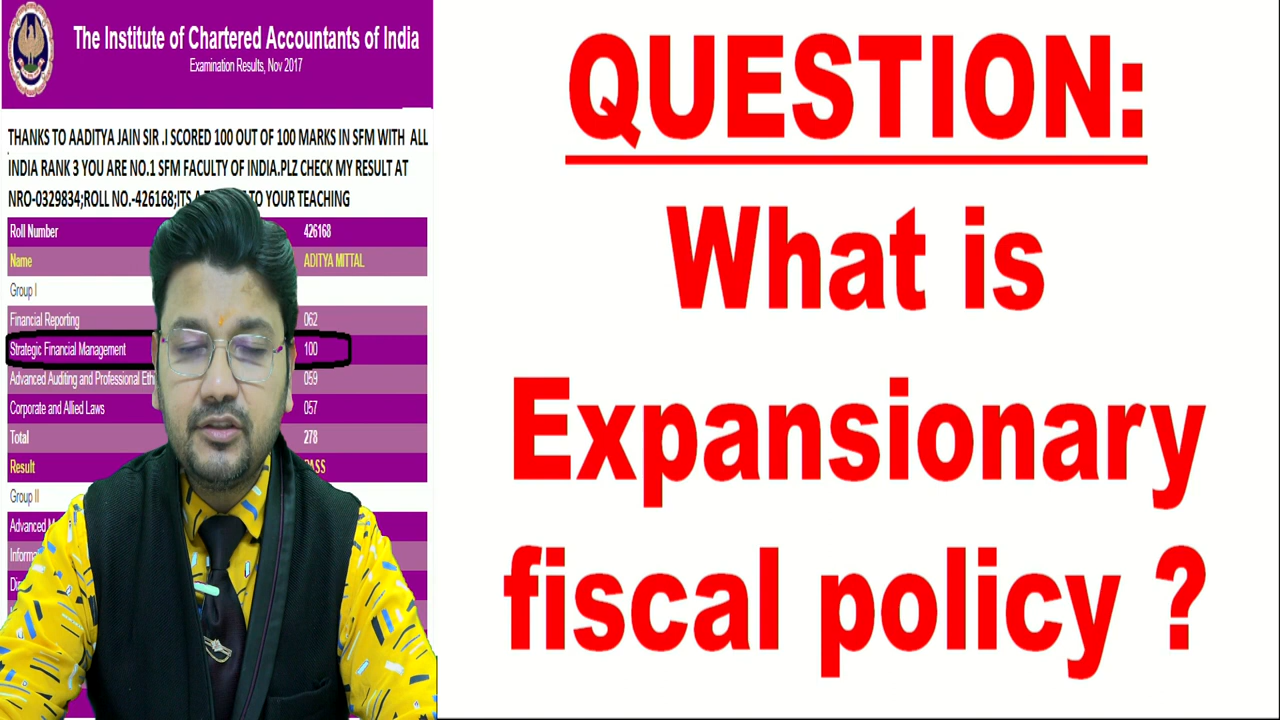 The Institute of Chartered Accountants of India
Examination Results, Nov 2017
THANKS TO AADITYA JAIN SIR .I SCORED 100 OUT OF 100 MARKS IN SFM WITH ALL
INDIA RANK 3 YOU ARE NO.1 SFM FACULTY OF INDIA.PLZ CHECK MY RESULT AT
NRO-0329834;ROLL NO.-426168;ITS A TO YOUR TEACHING
Roll Number 426168
Name ADITYA MITTAL
Group I
Financial Reporting 062
Strategic Financial Management 100
Advanced Auditing and Professional 059
Corporate and Allied Laws 057
Total 278
Result PASS
Group II
Advanced
QUESTION:
What is
Expansionary
fiscal policy ?